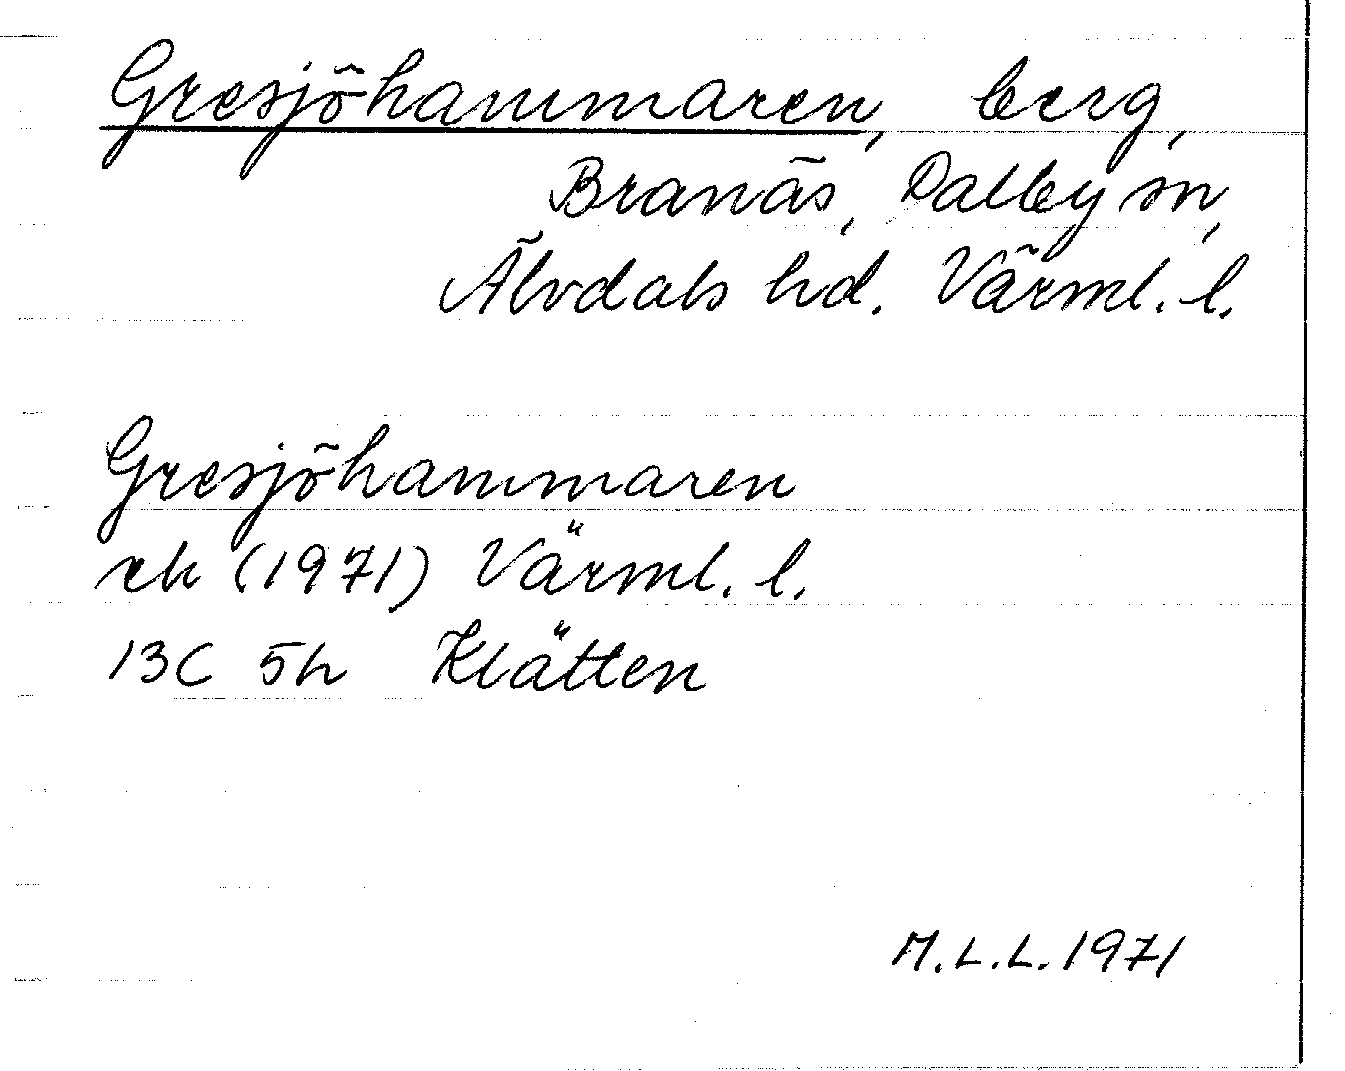 Gresjöhammaren, berg,
Branäs, Dalby sn,
Älvdals hd. Värml. l.
Gresjöhammaren
ek (1971) Värml. l.
13C 5h Klätten
M.L.L. 1971